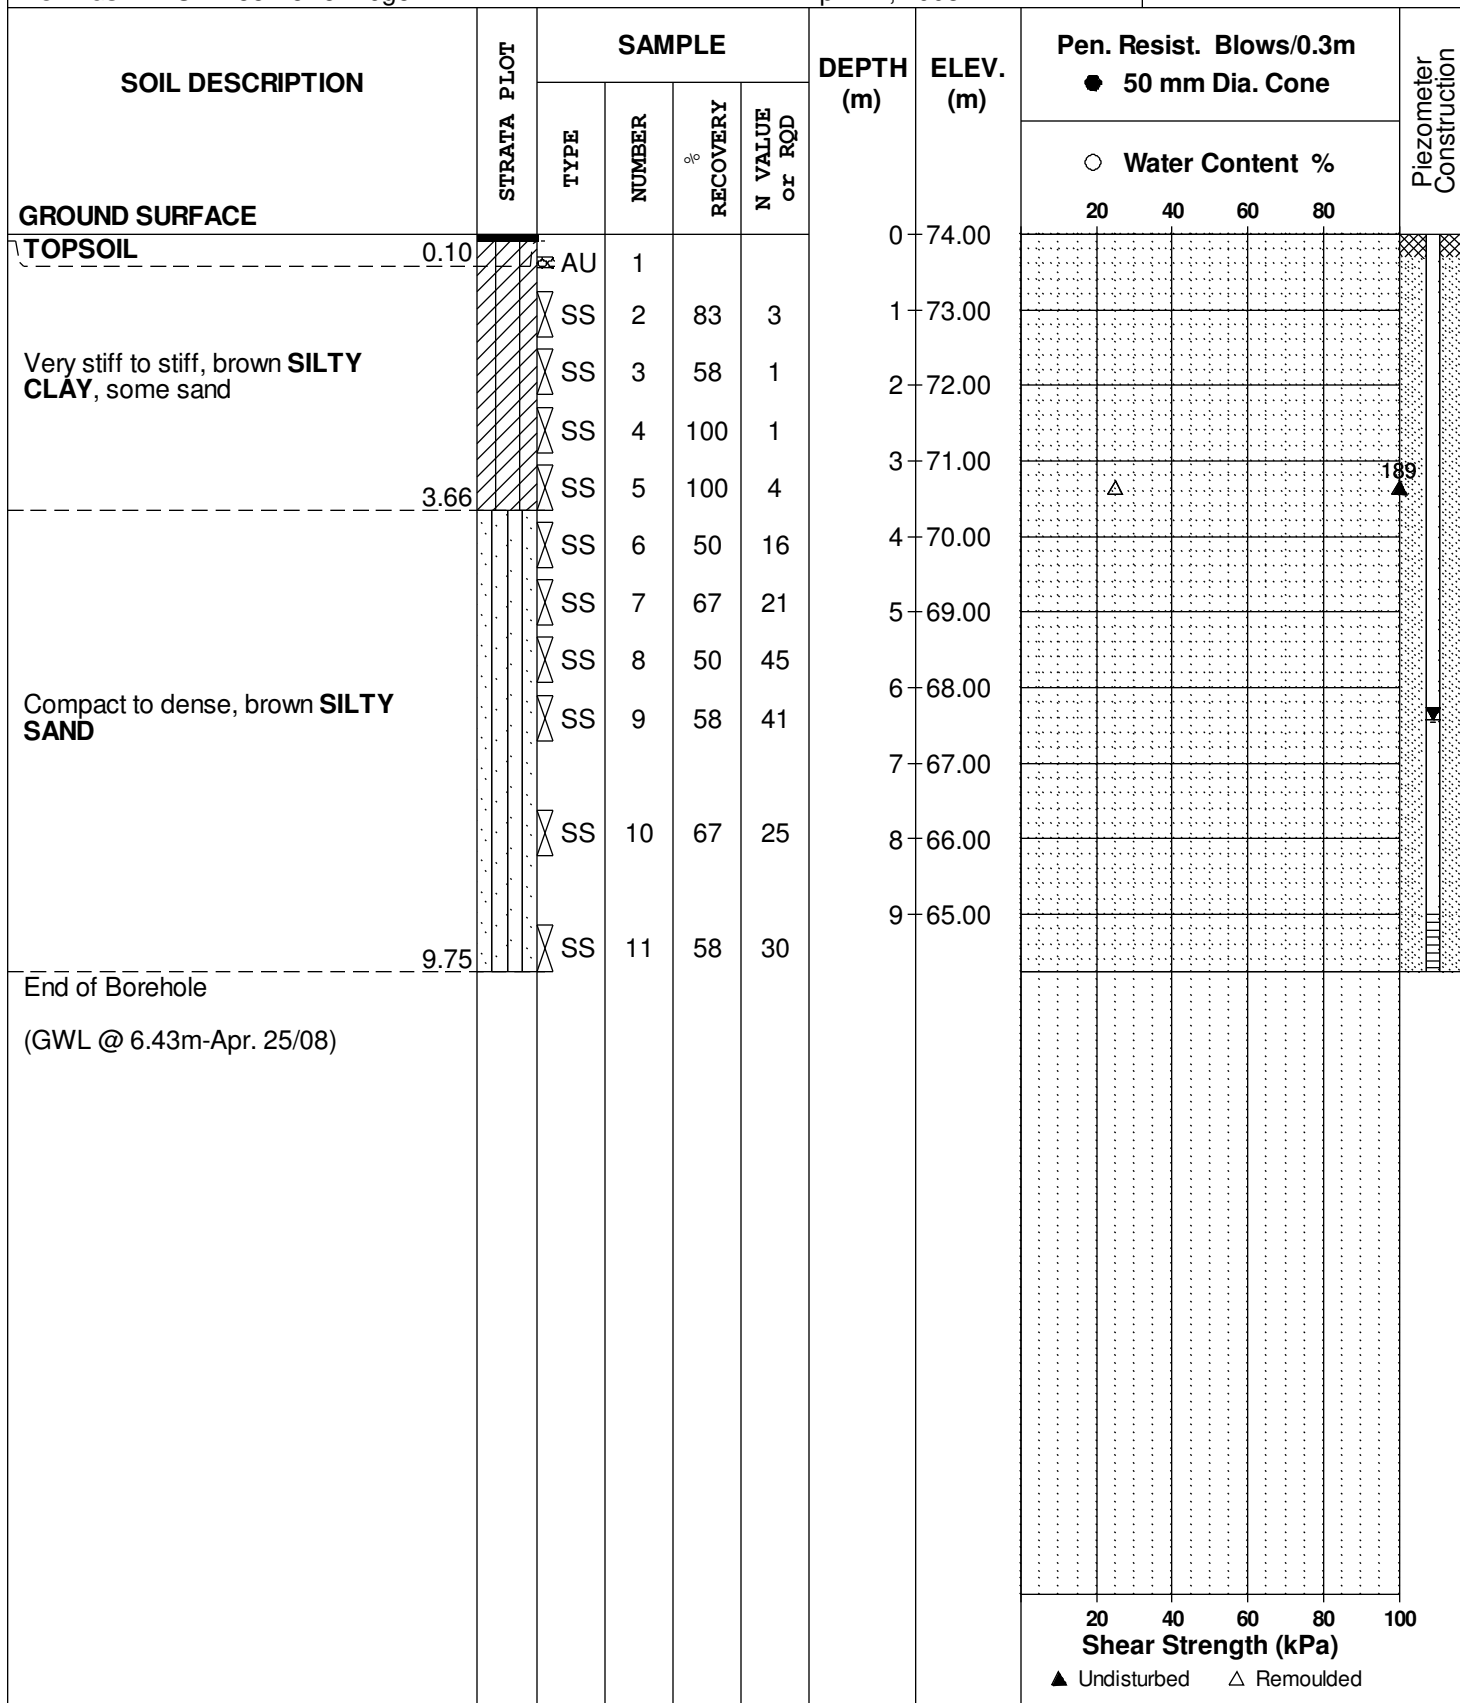 SOIL DESCRIPTION
GROUND SURFACE
STRATA PLOT
SAMPLE
TYPE
NUMBER
% RECOVERY
N VALUE
or RQD
DEPTH
(m)
ELEV.
(m)
Pen. Resist. Blows/0.3m
● 50 mm Dia. Cone
○ Water Content %
20 40 60 80
Piezometer
Construction
0 74.00
TOPSOIL 0.10
AU 1
SS 2 83 3
1 73.00
Very stiff to stiff, brown SILTY
CLAY, some sand
SS 3 58 1
2 72.00
SS 4 100 1
3 71.00
189
3.66
SS 5 100 4
SS 6 50 16
4 70.00
SS 7 67 21
5 69.00
SS 8 50 45
6 68.00
Compact to dense, brown SILTY
SAND
SS 9 58 41
7 67.00
SS 10 67 25
8 66.00
9 65.00
9.75
SS 11 58 30
End of Borehole
(GWL @ 6.43m-Apr. 25/08)
20 40 60 80 100
Shear Strength (kPa)
▲ Undisturbed △ Remoulded